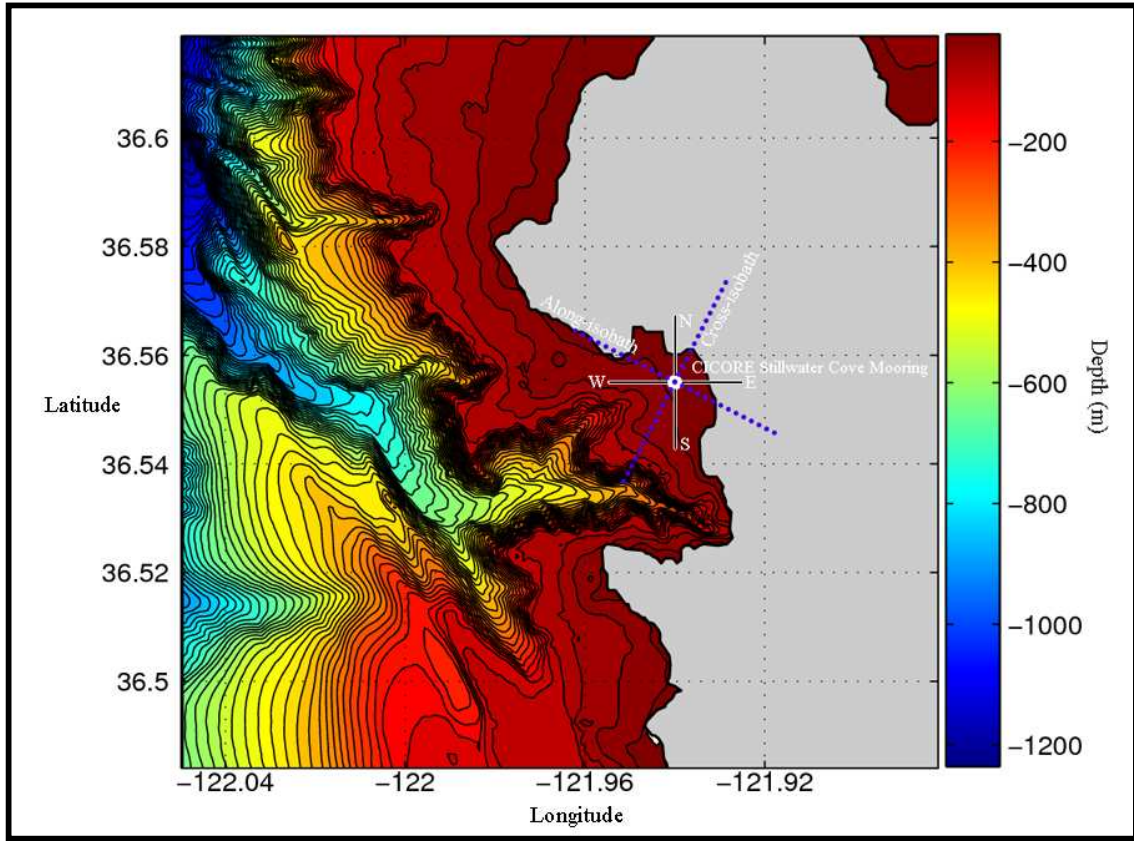 36.6
36.58
36.56
36.54
36.52
36.5
Latitude
−122.04
−122
−121.96
−121.92
Longitude
Along-isobath
Cross-isobath
N
CICORE Stillwater Cove Mooring
W
E
S
−200
−400
−600
−800
−1000
−1200
Depth (m)